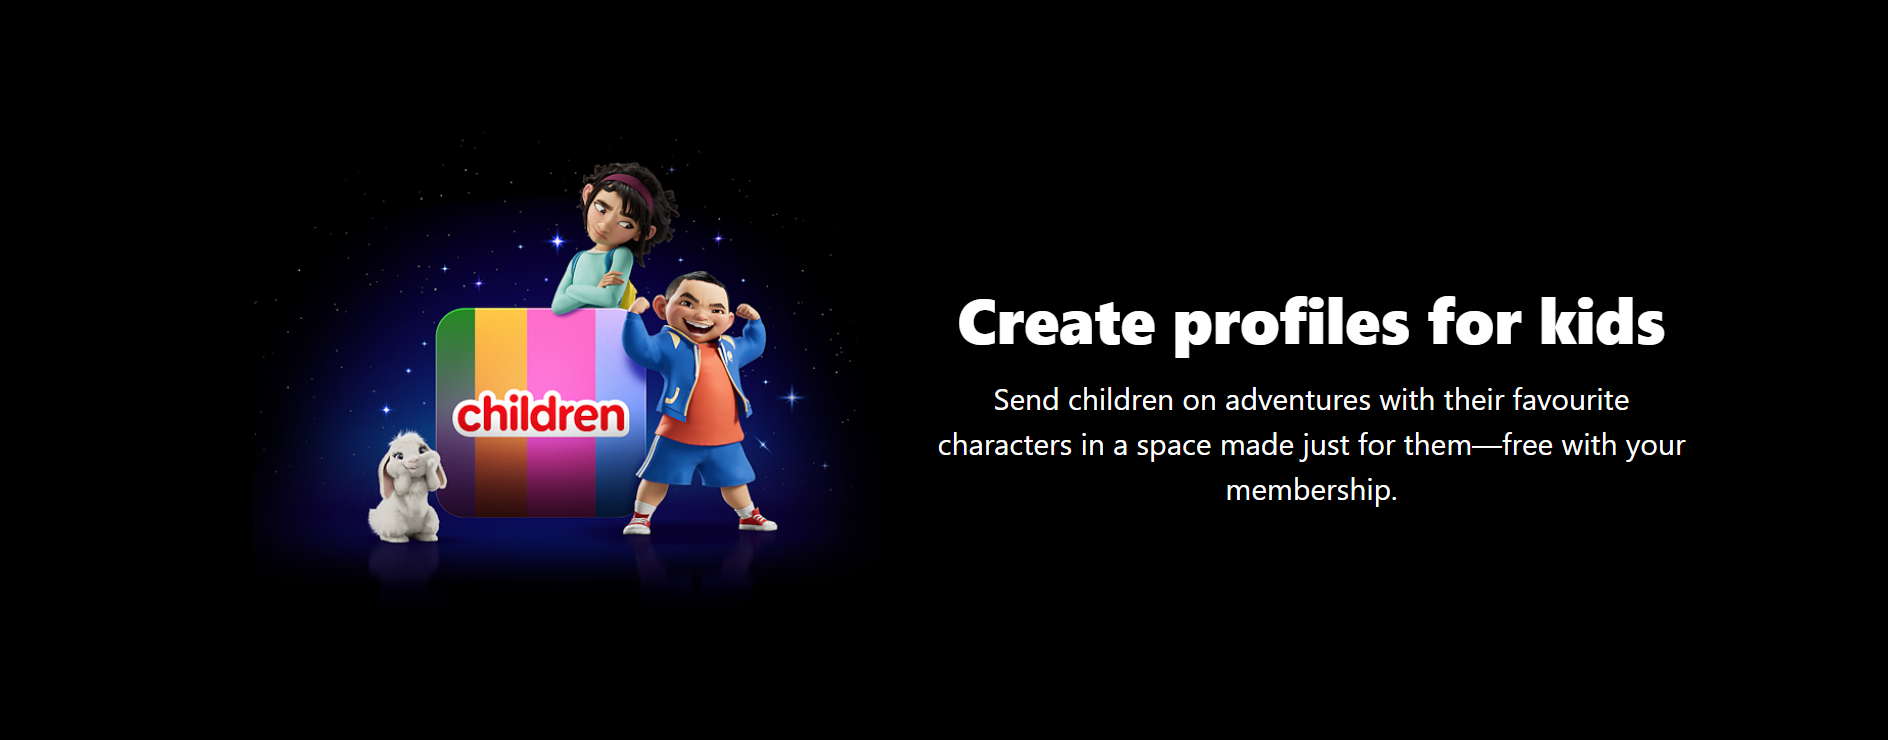 children
Create profiles for kids
Send children on adventures with their favourite
characters in a space made just for them—free with your
membership.